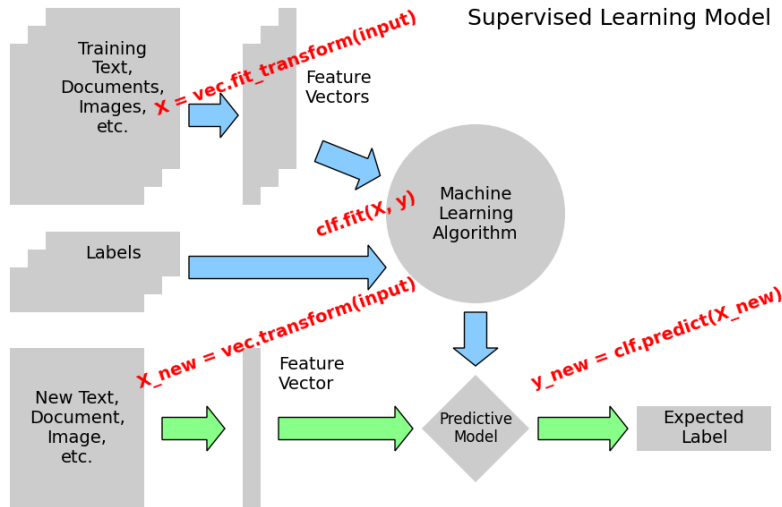 Supervised Learning Model
Training
Text,
Documents,
Images,
etc.
X = vec.fit_transform(input)
Feature
Vectors
Machine
Learning
Algorithm
clf.fit(X, y)
Labels
X_new = vec.transform(input)
y_new = clf.predict(X_new)
New Text,
Document,
Image,
etc.
Feature
Vector
Predictive
Model
Expected
Label